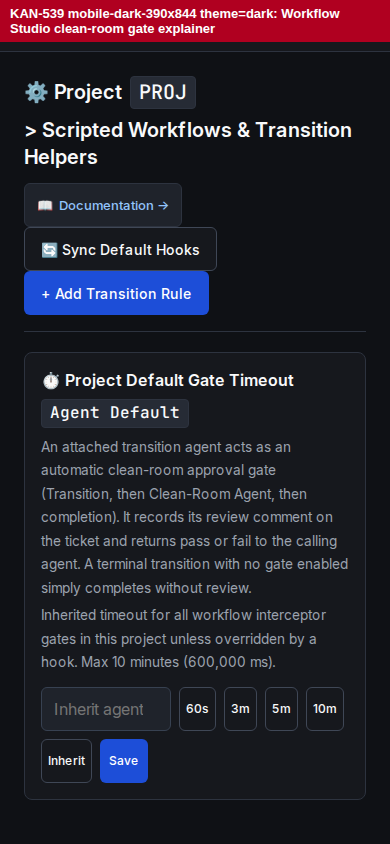 KAN-539 mobile-dark-390x844 theme=dark: Workflow
Studio clean-room gate explainer
⚙️ Project PROJ
> Scripted Workflows & Transition
Helpers
📖 Documentation →
🔄 Sync Default Hooks
+ Add Transition Rule
⏱️ Project Default Gate Timeout
Agent Default
An attached transition agent acts as an
automatic clean-room approval gate
(Transition, then Clean-Room Agent, then
completion). It records its review comment on
the ticket and returns pass or fail to the calling
agent. A terminal transition with no gate enabled
simply completes without review.
Inherited timeout for all workflow interceptor
gates in this project unless overridden by a
hook. Max 10 minutes (600,000 ms).
Inherit agent 60s 3m 5m 10m
Inherit Save